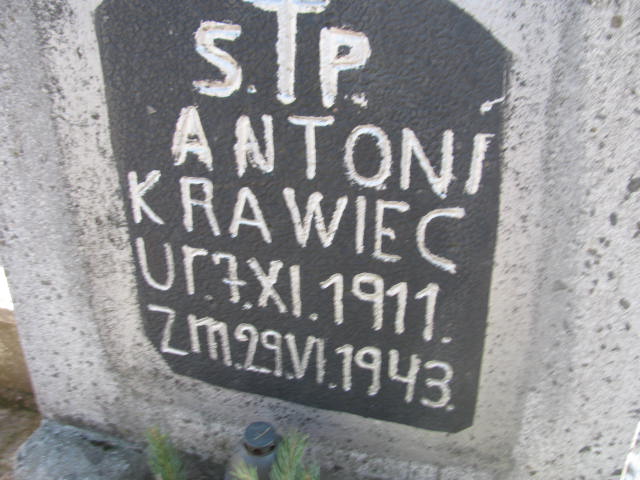 S.P.
ANTONI
KRAWIEC
Ur.7.XI.1911.
Zm.29.VI.1943.